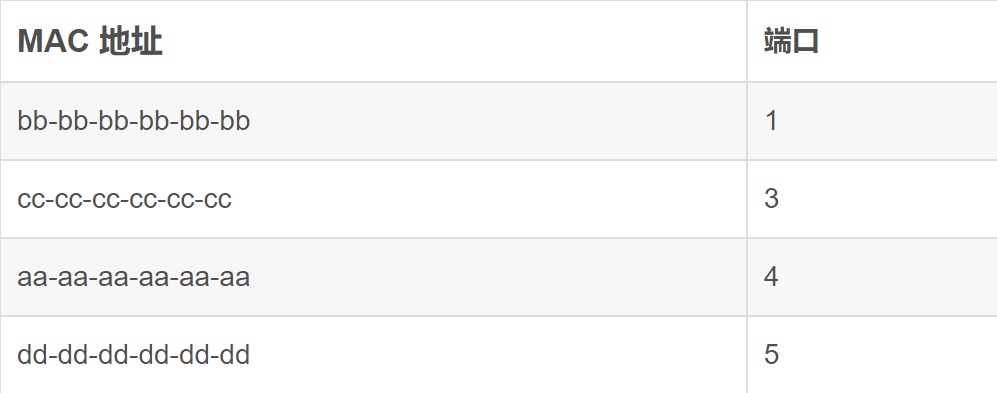 MAC 地址 端口
bb-bb-bb-bb-bb-bb 1
cc-cc-cc-cc-cc-cc 3
aa-aa-aa-aa-aa-aa 4
dd-dd-dd-dd-dd-dd 5